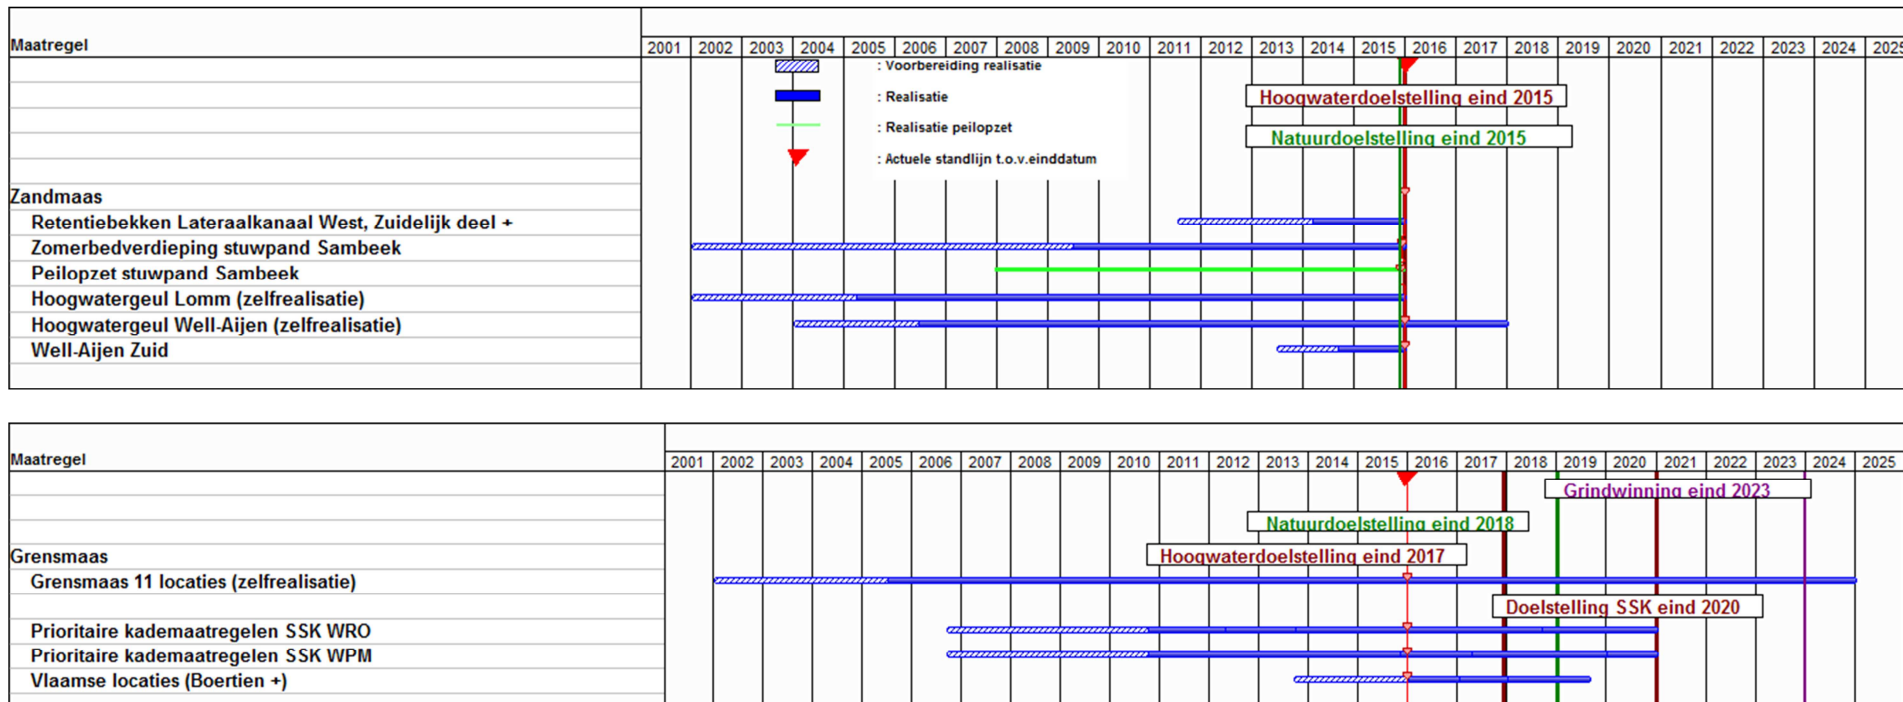 Maatregel
2001 2002 2003 2004 2005 2006 2007 2008 2009 2010 2011 2012 2013 2014 2015 2016 2017 2018 2019 2020 2021 2022 2023 2024 2025
: Voorbereiding realisatie
: Realisatie
Hoogwaterdoelstelling eind 2015
: Realisatie peilopzet
Natuurdoelstelling eind 2015
: Actuele standlijn t.o.v.einddatum
Zandmaas
Retentiebekken Lateraalkanaal West, Zuidelijk deel +
Zomerbedverdieping stuwpand Sambeek
Peilopzet stuwpand Sambeek
Hoogwatergeul Lomm (zelfrealisatie)
Hoogwatergeul Well-Aijen (zelfrealisatie)
Well-Aijen Zuid
Maatregel
2001 2002 2003 2004 2005 2006 2007 2008 2009 2010 2011 2012 2013 2014 2015 2016 2017 2018 2019 2020 2021 2022 2023 2024 2025
Grindwinning eind 2023
Natuurdoelstelling eind 2018
Grensmaas
Hoogwaterdoelstelling eind 2017
Grensmaas 11 locaties (zelfrealisatie)
Doelstelling SSK eind 2020
Prioritaire kademaatregelen SSK WRO
Prioritaire kademaatregelen SSK WPM
Vlaamse locaties (Boertien +)